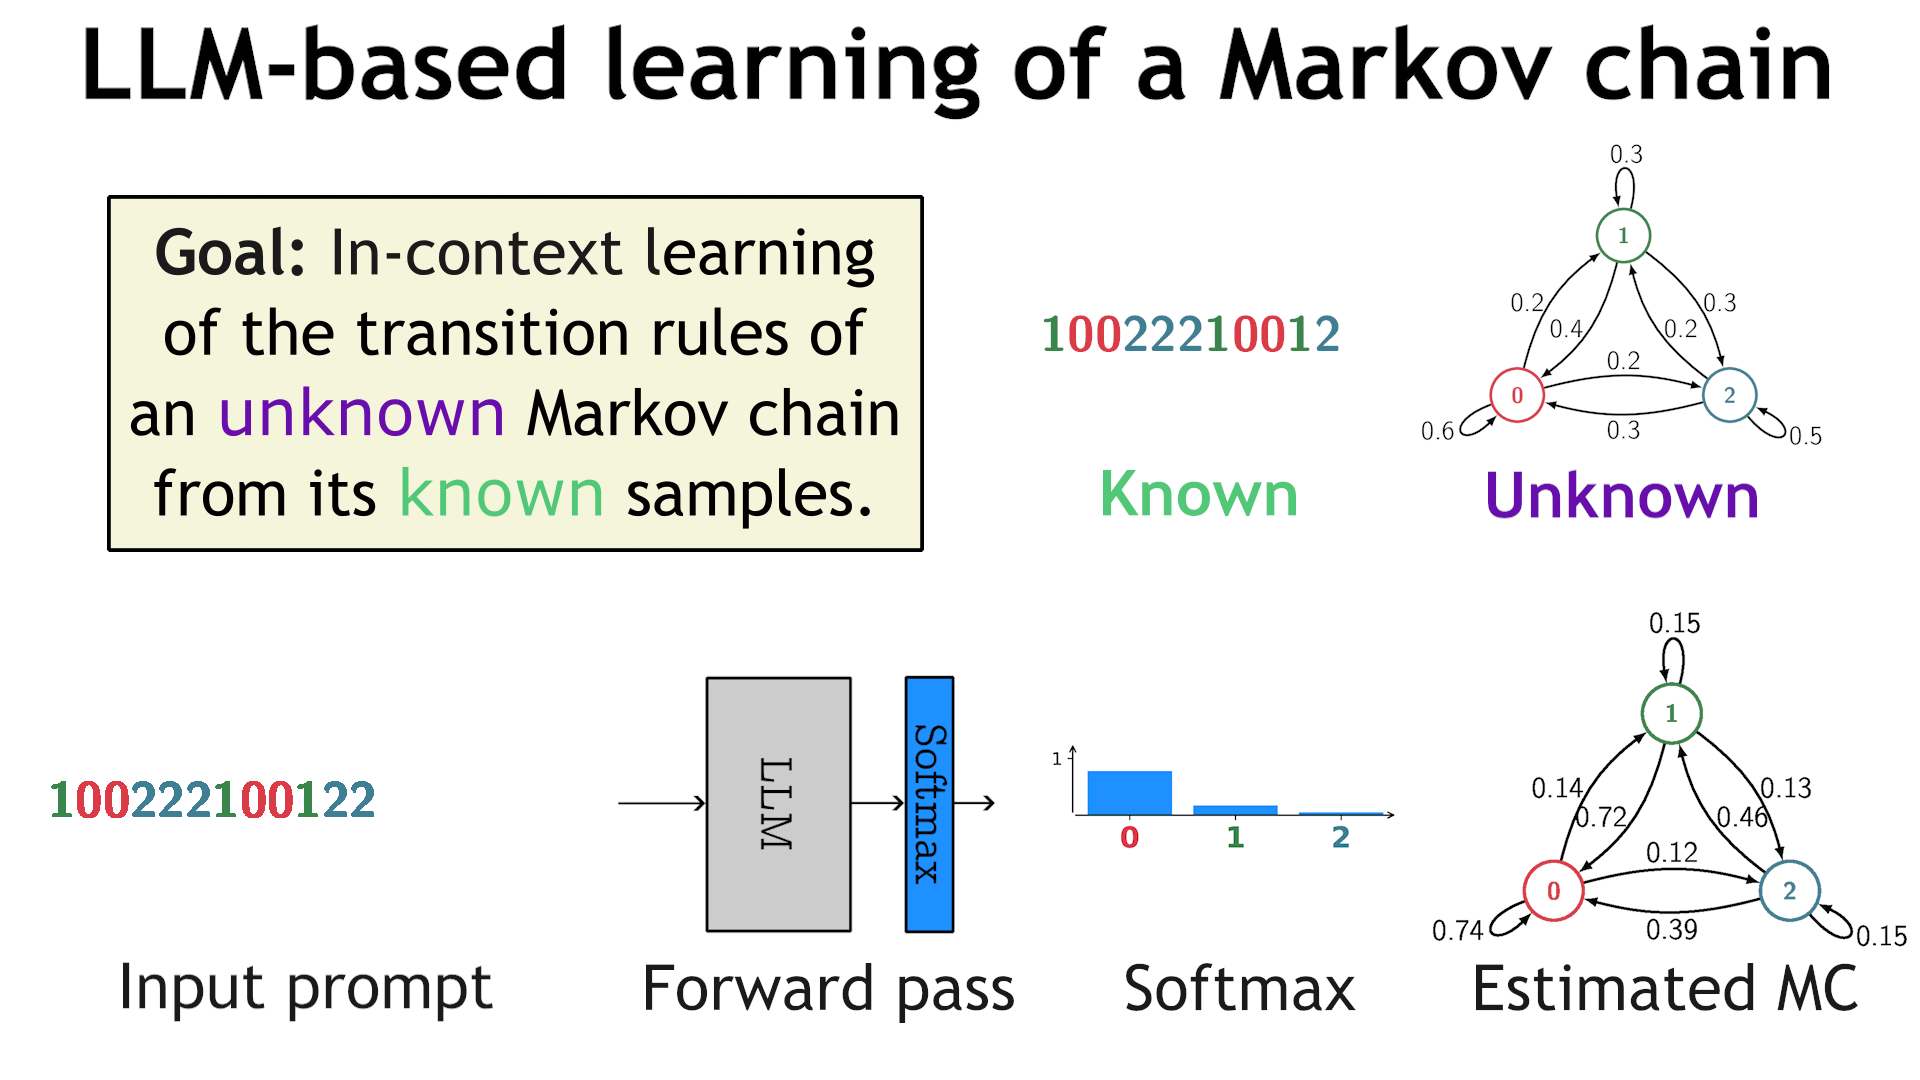 LLM-based learning of a Markov chain
Goal: In-context learning
of the transition rules of
an unknown Markov chain
from its known samples.
10022210012
Known
0.3
1
0.2
0.3
0.4
0.2
0.2
0
2
0.6
0.3
0.5
Unknown
100222100122
Input prompt
LLM
Softmax
Forward pass
1
0 1 2
Softmax
0.15
1
0.14
0.13
0.72
0.46
0.12
0
2
0.74
0.39
0.15
Estimated MC